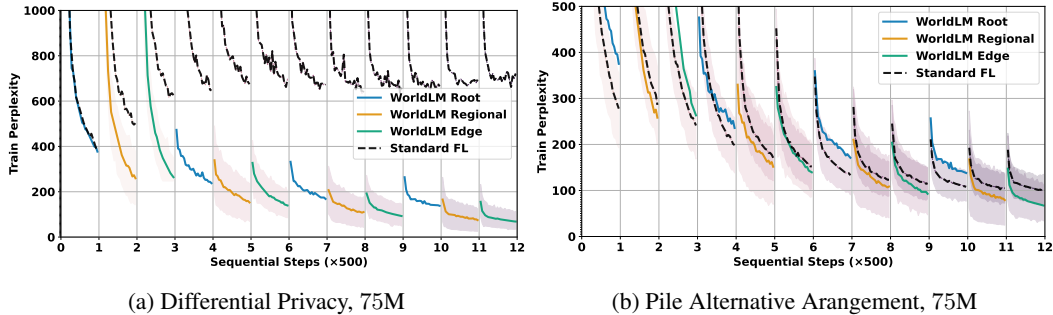 1000
800
600
400
200
0
Train Perplexity
WorldLM Root
WorldLM Regional
WorldLM Edge
Standard FL
0 1 2 3 4 5 6 7 8 9 10 11 12
Sequential Steps (×500)
(a) Differential Privacy, 75M
500
400
300
200
100
0
Train Perplexity
WorldLM Root
WorldLM Regional
WorldLM Edge
Standard FL
0 1 2 3 4 5 6 7 8 9 10 11 12
Sequential Steps (×500)
(b) Pile Alternative Arangement, 75M